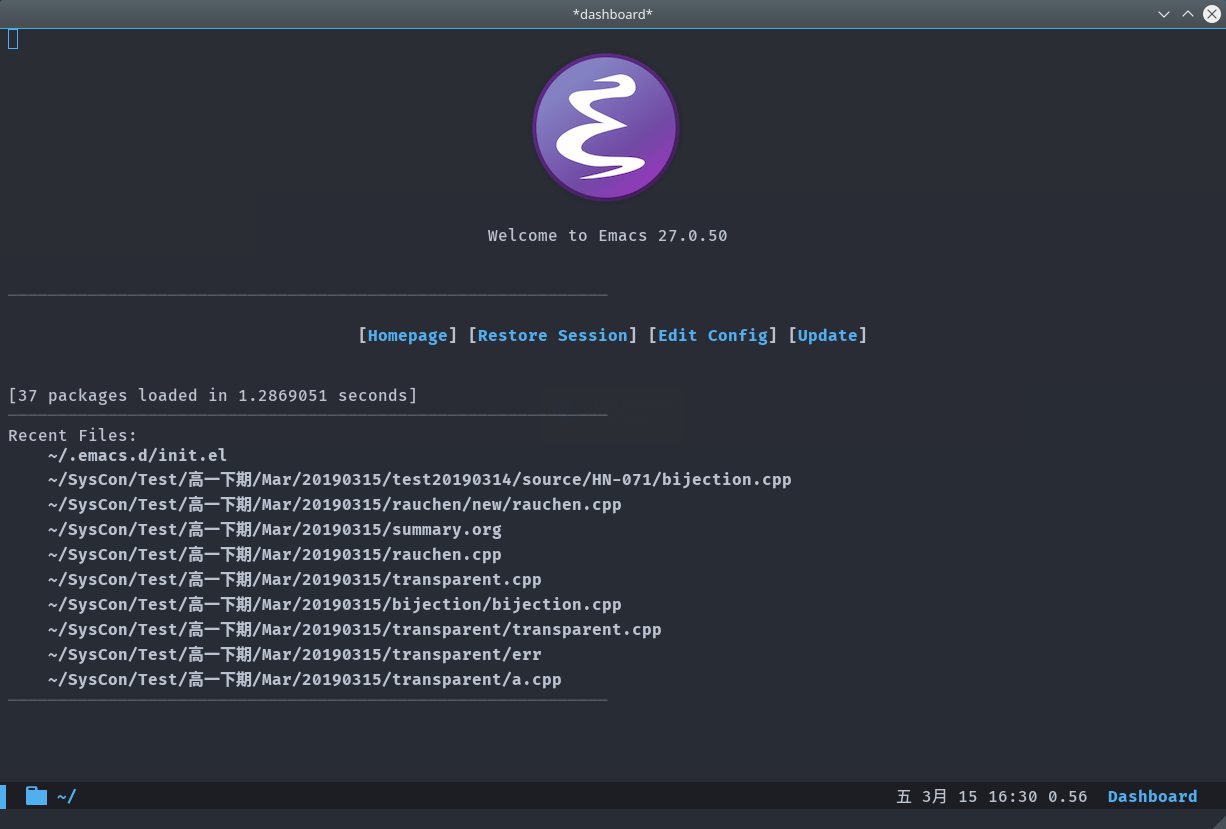 *dashboard*
Welcome to Emacs 27.0.50
[Homepage] [Restore Session] [Edit Config] [Update]
[37 packages loaded in 1.2869051 seconds]
Recent Files:
~/.emacs.d/init.el
~/SysCon/Test/高一下期/Mar/20190315/test20190314/source/HN-071/bijection.cpp
~/SysCon/Test/高一下期/Mar/20190315/rauchen/new/rauchen.cpp
~/SysCon/Test/高一下期/Mar/20190315/summary.org
~/SysCon/Test/高一下期/Mar/20190315/rauchen.cpp
~/SysCon/Test/高一下期/Mar/20190315/transparent.cpp
~/SysCon/Test/高一下期/Mar/20190315/bijection/bijection.cpp
~/SysCon/Test/高一下期/Mar/20190315/transparent/transparent.cpp
~/SysCon/Test/高一下期/Mar/20190315/transparent/err
~/SysCon/Test/高一下期/Mar/20190315/transparent/a.cpp
~/ 五 3月 15 16:30 0.56 Dashboard